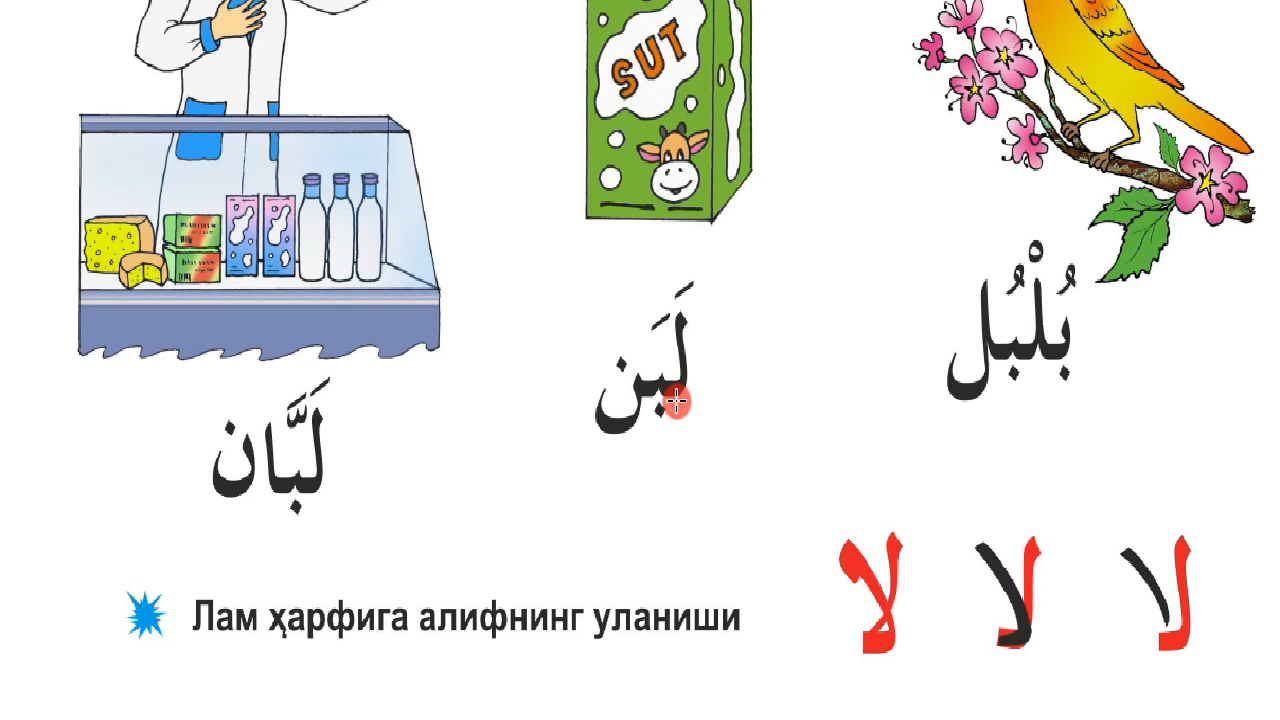 SUT
بُلْبُل
لَبَن
لَبَّان
لا لا لا
Лам ҳарфига алифнинг уланиши